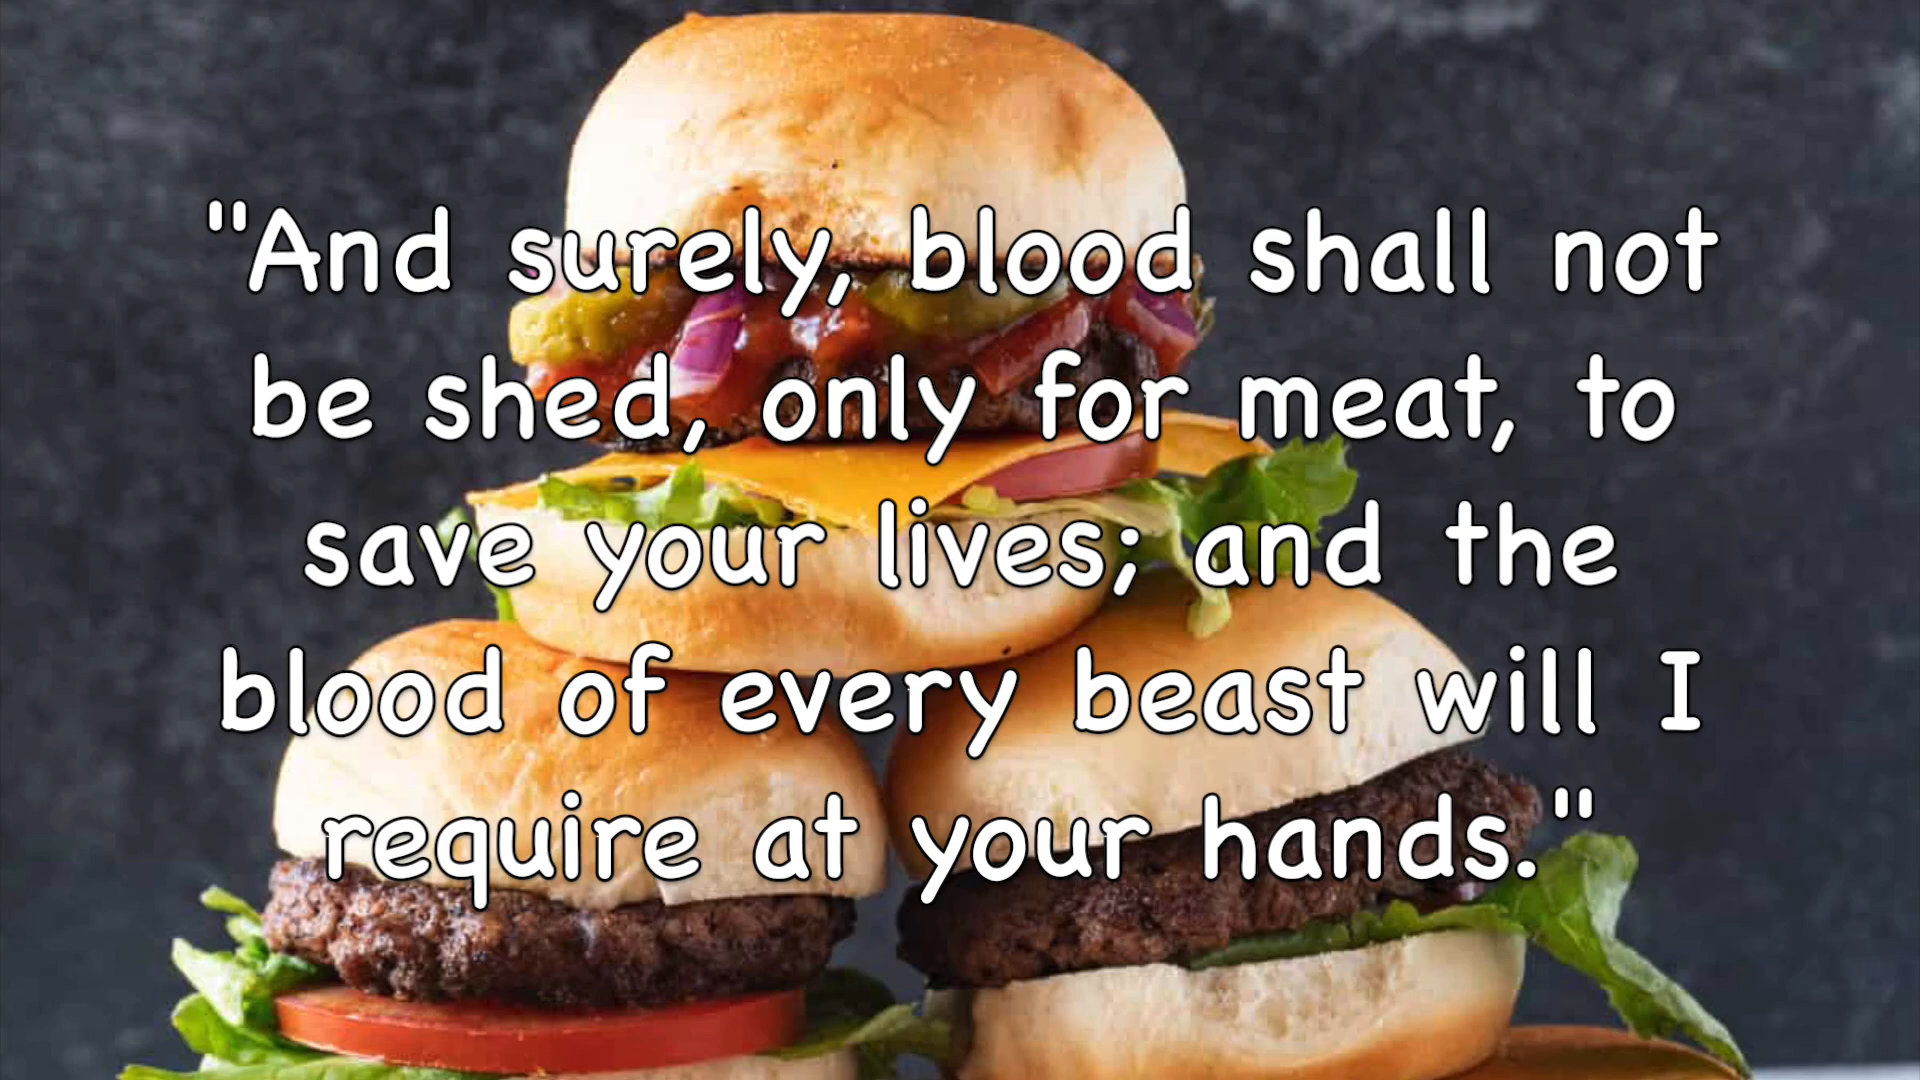 "And surely, blood shall not
be shed, only for meat, to
save your lives; and the
blood of every beast will I
require at your hands."